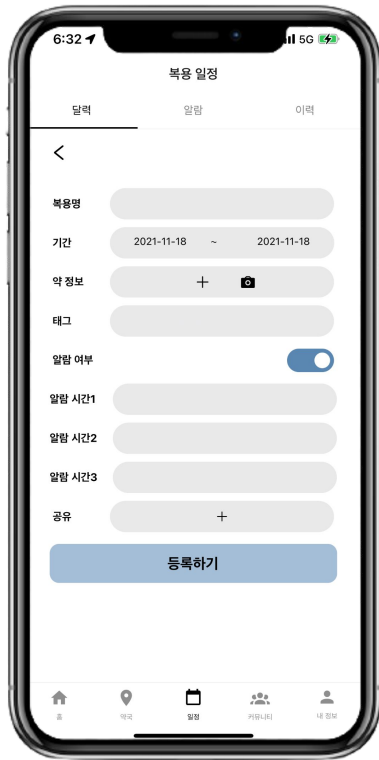 6:32 5G
복용 일정
달력 알람 이력
복용명
기간 2021-11-18 ~ 2021-11-18
약 정보 +
태그
알람 여부
알람 시간1
알람 시간2
알람 시간3
공유 +
등록하기
홈 약국 일정 커뮤니티 내 정보